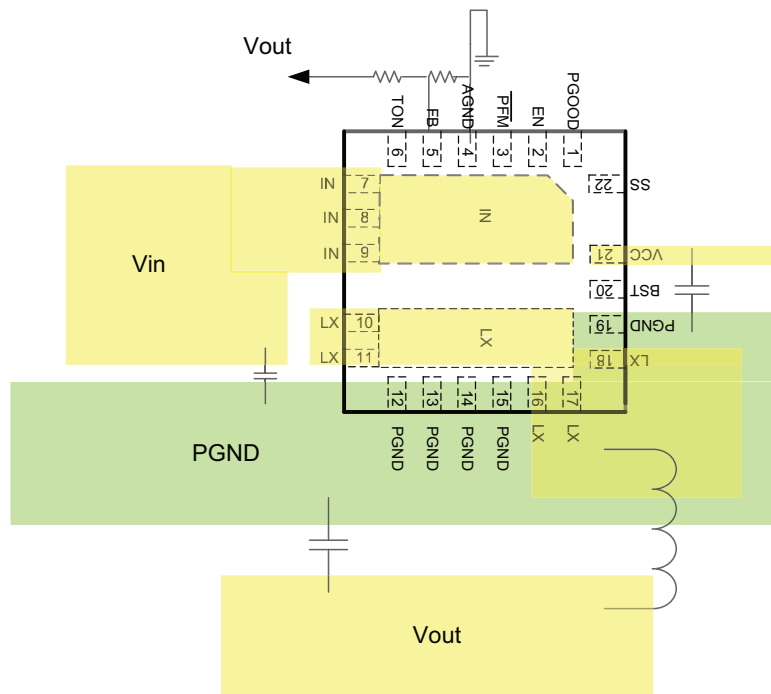 Vout
TON
FB
AGND
PFM
EN
PGOOD
6
5
4
3
2
1
IN
7
IN
8
IN
9
IN
22
SS
Vin
21
VCC
20
BST
LX
10
LX
11
LX
19
PGND
18
LX
12
13
14
15
16
17
PGND
PGND
PGND
PGND
LX
LX
PGND
Vout